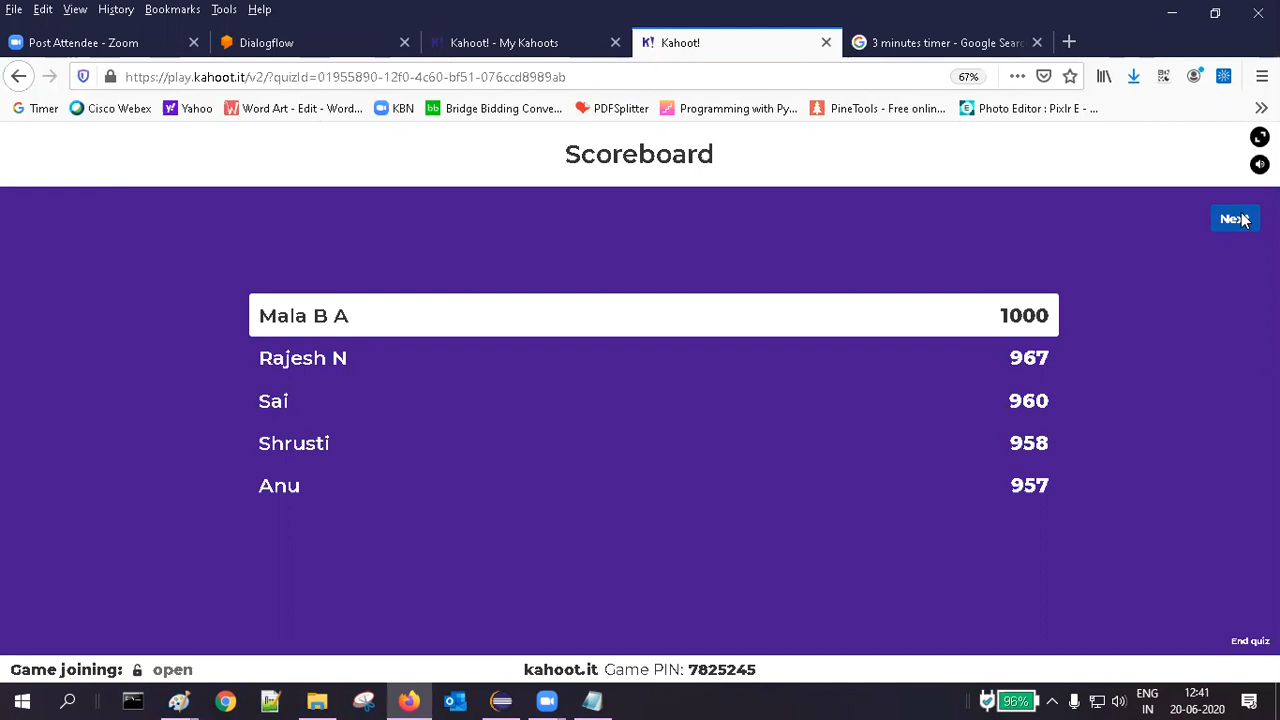 File Edit View History Bookmarks Tools Help
Post Attendee - Zoom
Dialogflow
Kahoot! - My Kahoots
Kahoot!
3 minutes timer - Google Searc
https://play.kahoot.it/v2/?quizId=01955890-12f0-4c60-bf51-076ccd8989ab
67%
Timer Cisco Webex Yahoo Word Art - Edit - Word... KBN Bridge Bidding Conve... PDFSplitter Programming with Py... PineTools - Free onlin... Photo Editor : Pixlr E - ...
Scoreboard
Next
Mala B A 1000
Rajesh N 967
Sai 960
Shrusti 958
Anu 957
End quiz
Game joining: open
kahoot.it Game PIN: 7825245
96%
ENG
IN
12:41
20-06-2020